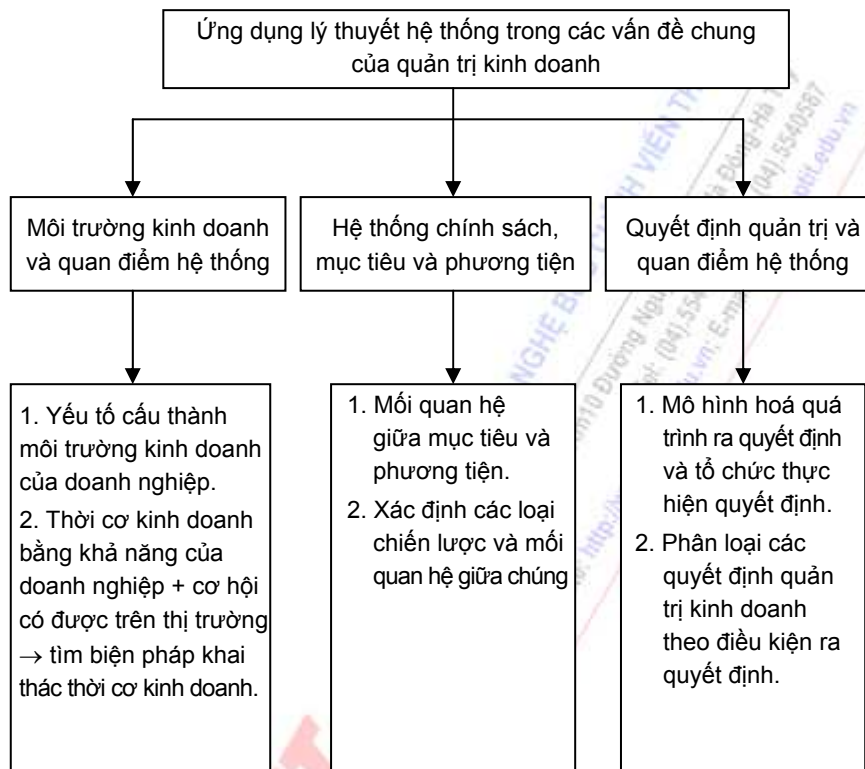 Ứng dụng lý thuyết hệ thống trong các vấn đề chung
của quản trị kinh doanh
Môi trường kinh doanh
và quan điểm hệ thống
Hệ thống chính sách,
mục tiêu và phương tiện
Quyết định quản trị và
quan điểm hệ thống
1. Yếu tố cấu thành
môi trường kinh doanh
của doanh nghiệp.
2. Thời cơ kinh doanh
bằng khả năng của
doanh nghiệp + cơ hội
có được trên thị trường
→ tìm biện pháp khai
thác thời cơ kinh doanh.
1. Mối quan hệ
giữa mục tiêu và
phương tiện.
2. Xác định các loại
chiến lược và mối
quan hệ giữa chúng
1. Mô hình hoá quá
trình ra quyết định
và tổ chức thực
hiện quyết định.
2. Phân loại các
quyết định quản
trị kinh doanh
theo điều kiện ra
quyết định.